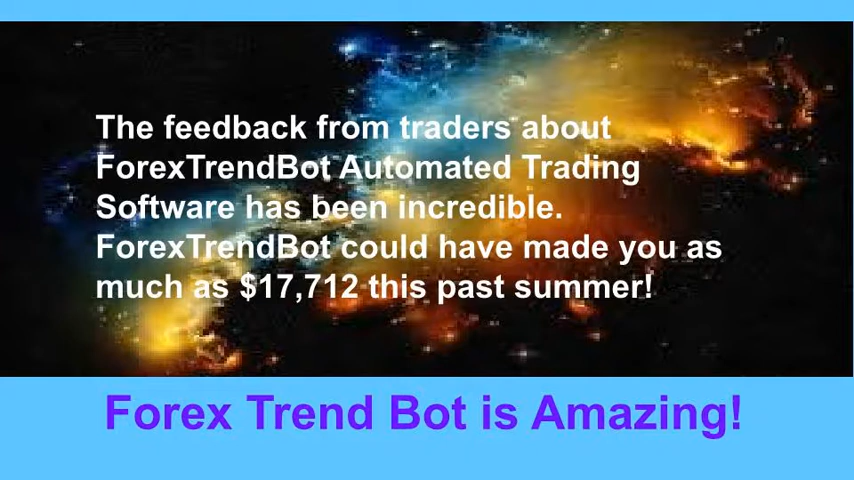 The feedback from traders about
ForexTrendBot Automated Trading
Software has been incredible.
ForexTrendBot could have made you as
much as $17,712 this past summer!
Forex Trend Bot is Amazing!